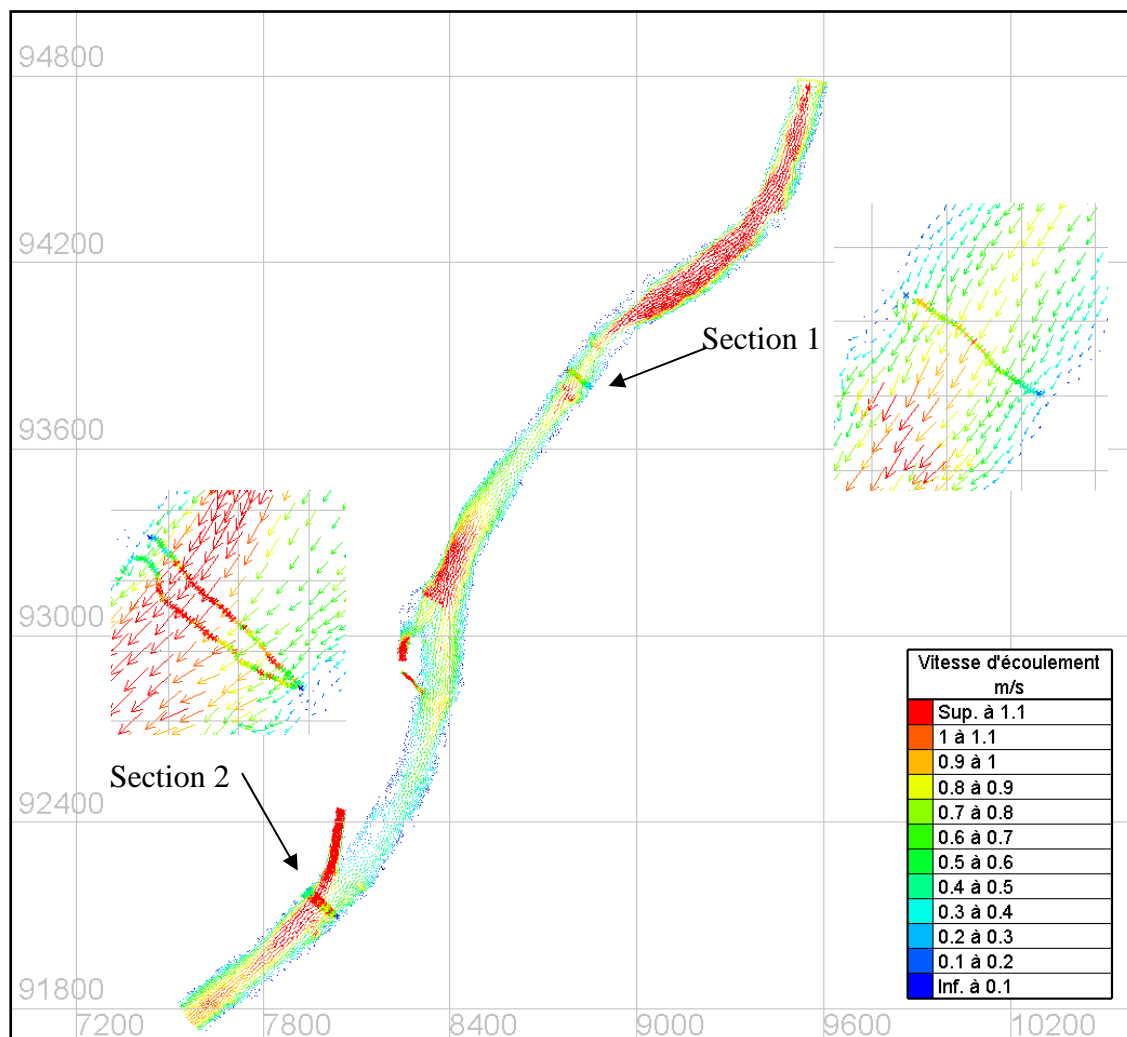 94800
94200
Section 1
93600
93000
Vitesse d'écoulement
m/s
Sup. à 1.1
1 à 1.1
0.9 à 1
0.8 à 0.9
0.7 à 0.8
0.6 à 0.7
0.5 à 0.6
0.4 à 0.5
0.3 à 0.4
0.2 à 0.3
0.1 à 0.2
Inf. à 0.1
Section 2
92400
91800
7200 7800 8400 9000 9600 10200